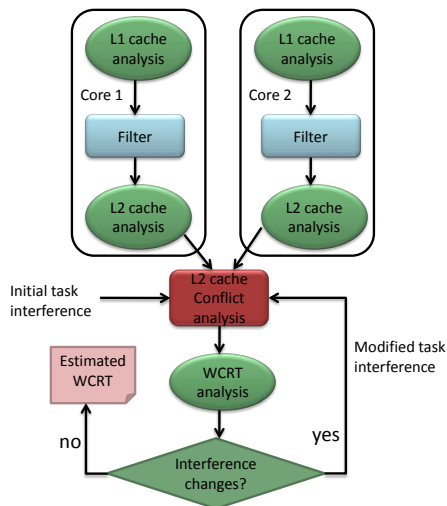 L1 cache
analysis
L1 cache
analysis
Core 1
Core 2
Filter
Filter
L2 cache
analysis
L2 cache
analysis
L2 cache
Conflict
analysis
Initial task
interference
Modified task
interference
Estimated
WCRT
WCRT
analysis
no
yes
Interference
changes?